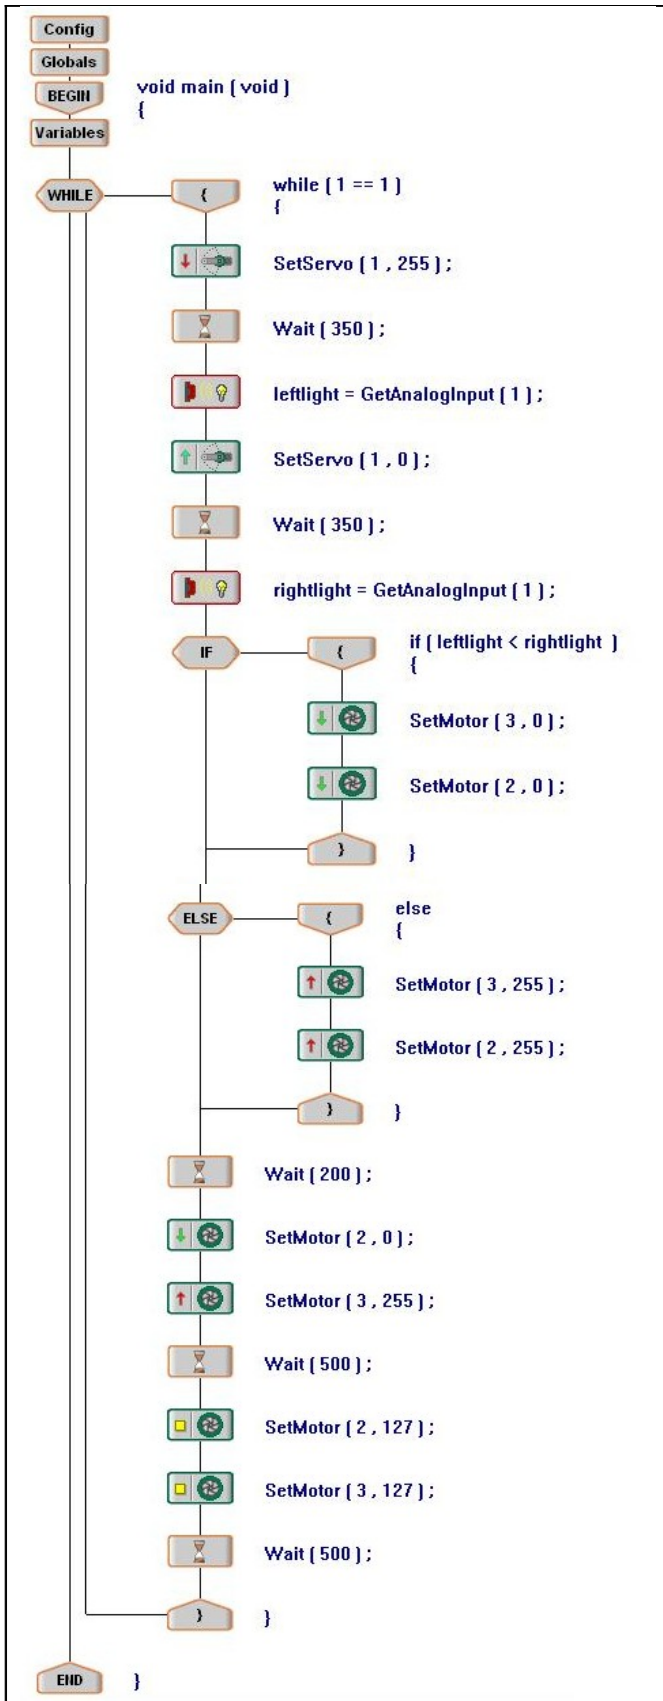 Config
Globals
BEGIN void main ( void )
{
Variables
WHILE { while ( 1 == 1 )
{
SetServo ( 1 , 255 ) ;
Wait ( 350 ) ;
leftlight = GetAnalogInput ( 1 ) ;
SetServo ( 1 , 0 ) ;
Wait ( 350 ) ;
rightlight = GetAnalogInput ( 1 ) ;
IF { if ( leftlight < rightlight )
{
SetMotor ( 3 , 0 ) ;
SetMotor ( 2 , 0 ) ;
} }
ELSE { else
{
SetMotor ( 3 , 255 ) ;
SetMotor ( 2 , 255 ) ;
} }
Wait ( 200 ) ;
SetMotor ( 2 , 0 ) ;
SetMotor ( 3 , 255 ) ;
Wait ( 500 ) ;
SetMotor ( 2 , 127 ) ;
SetMotor ( 3 , 127 ) ;
Wait ( 500 ) ;
} }
END }